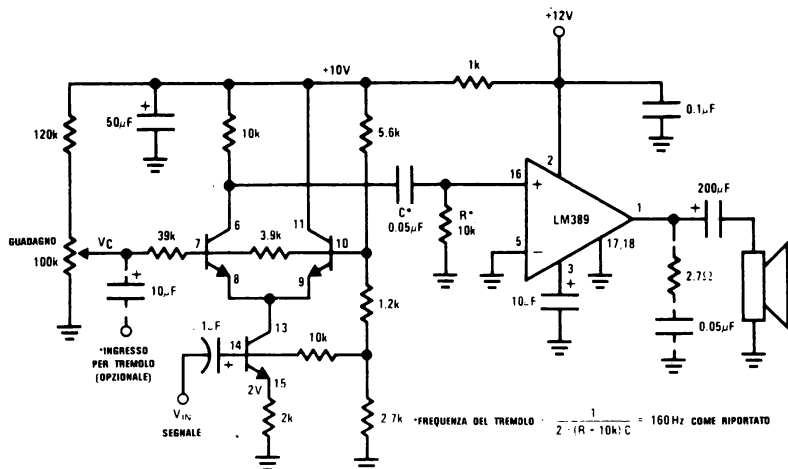 +12V
+10V
1k
0.1µF
120k
50µF
10k
5.6k
16
+
2
LM389
1
200µF
+
C*
0.05µF
R*
10k
5
−
17,18
3
+
2.7Ω
0.05µF
6
11
GUADAGNO
100k
VC
39k
7
3.9k
10
8
9
+
10µF
1.2k
*INGRESSO
PER TREMOLO
(OPZIONALE)
13
14
10k
+
15
2V
2k
2.7k
VIN
SEGNALE
*FREQUENZA DEL TREMOLO
1
2 · (R - 10k) C
= 160 Hz COME RIPORTATO